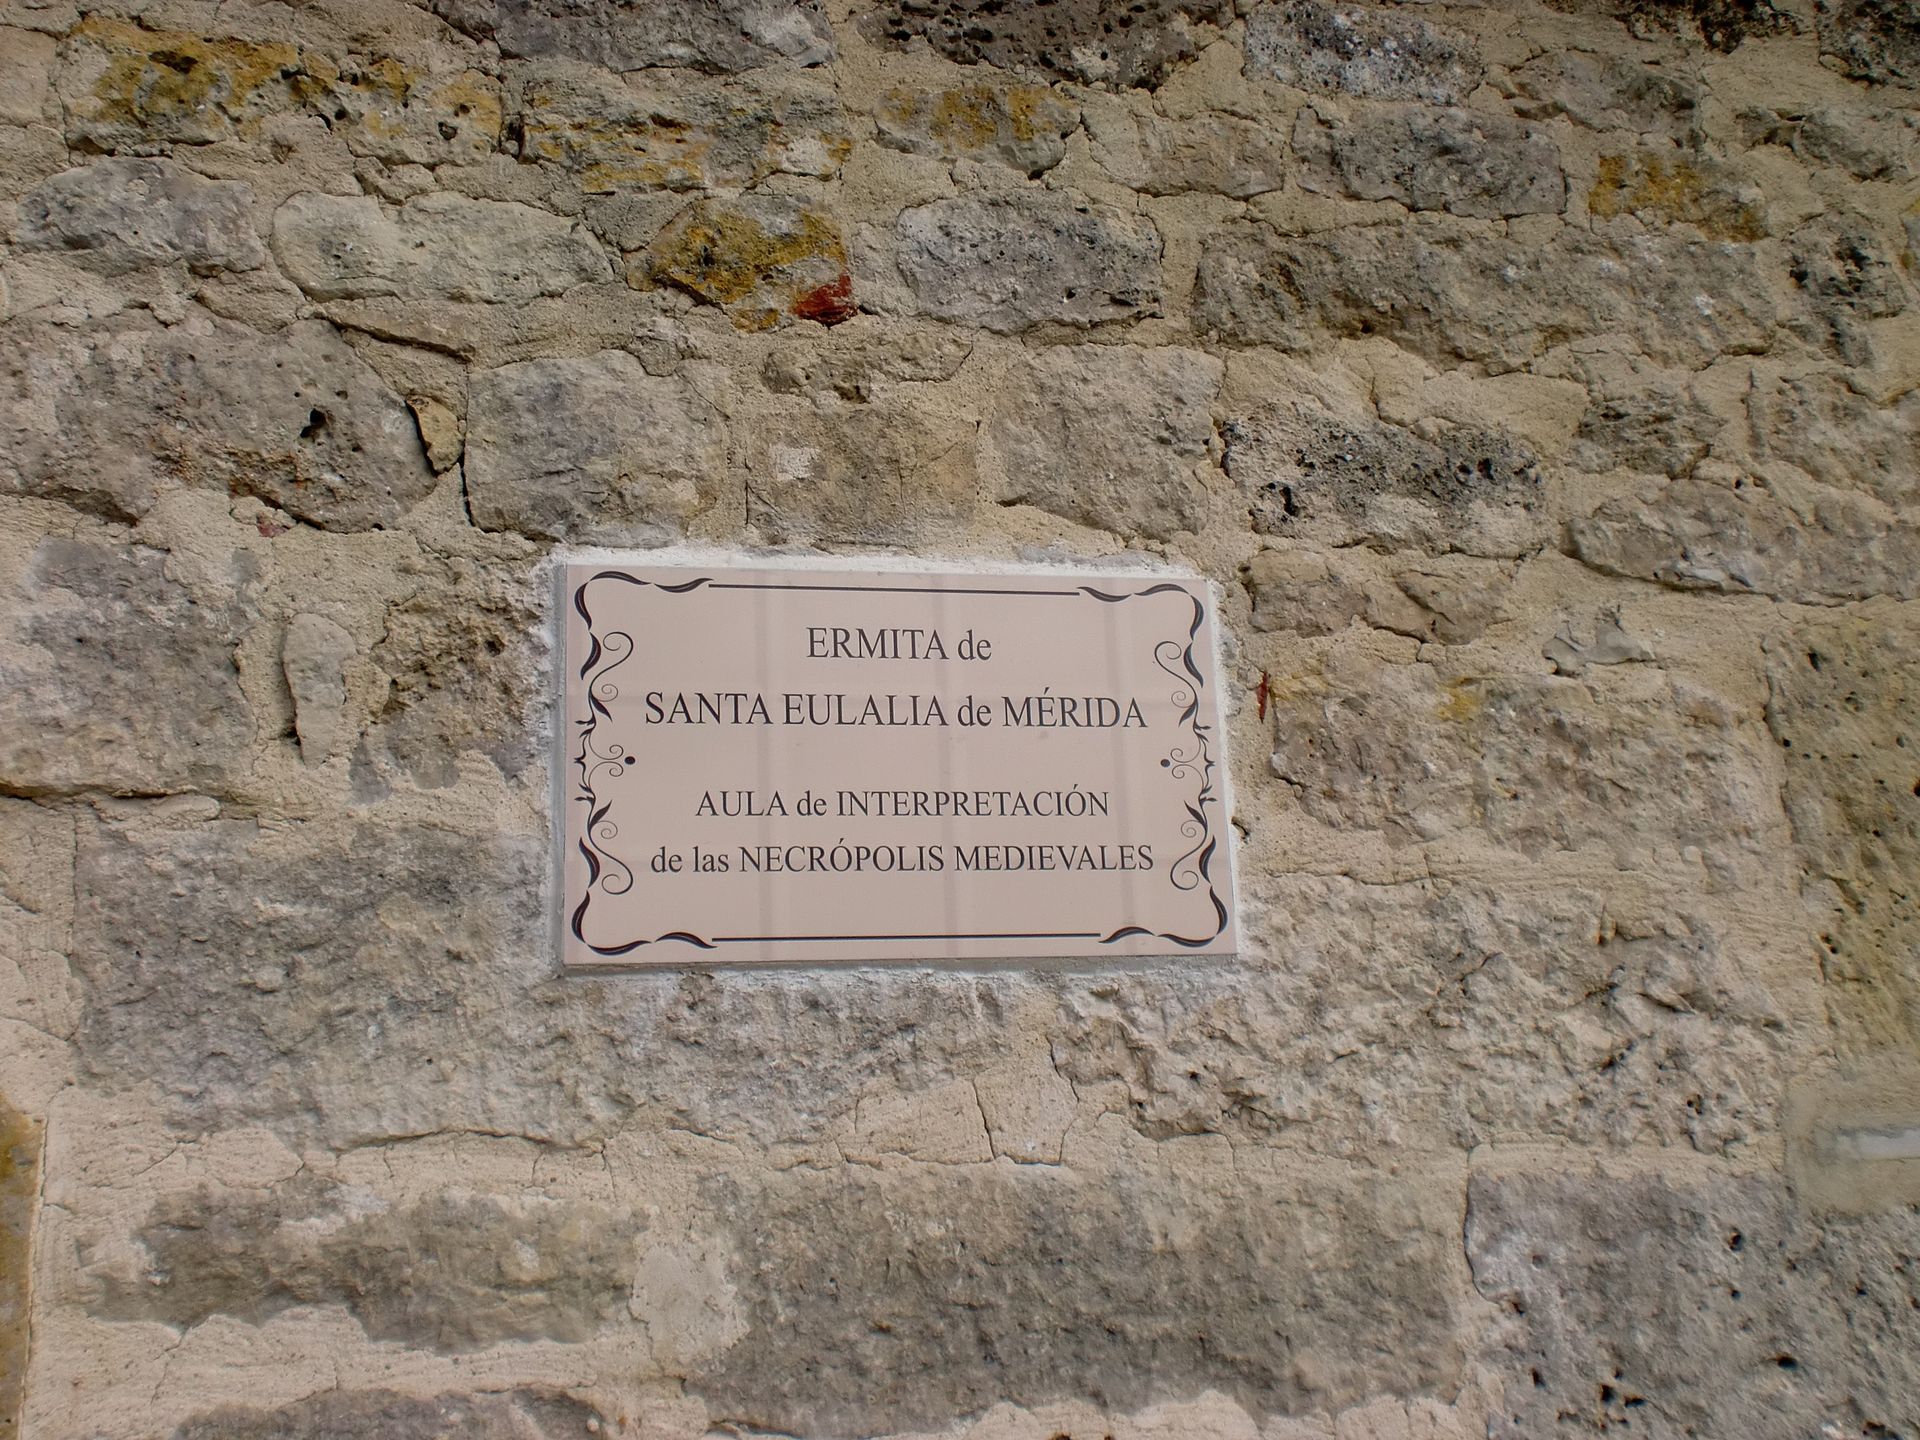 ERMITA de
SANTA EULALIA de MÉRIDA
AULA de INTERPRETACIÓN
de las NECRÓPOLIS MEDIEVALES